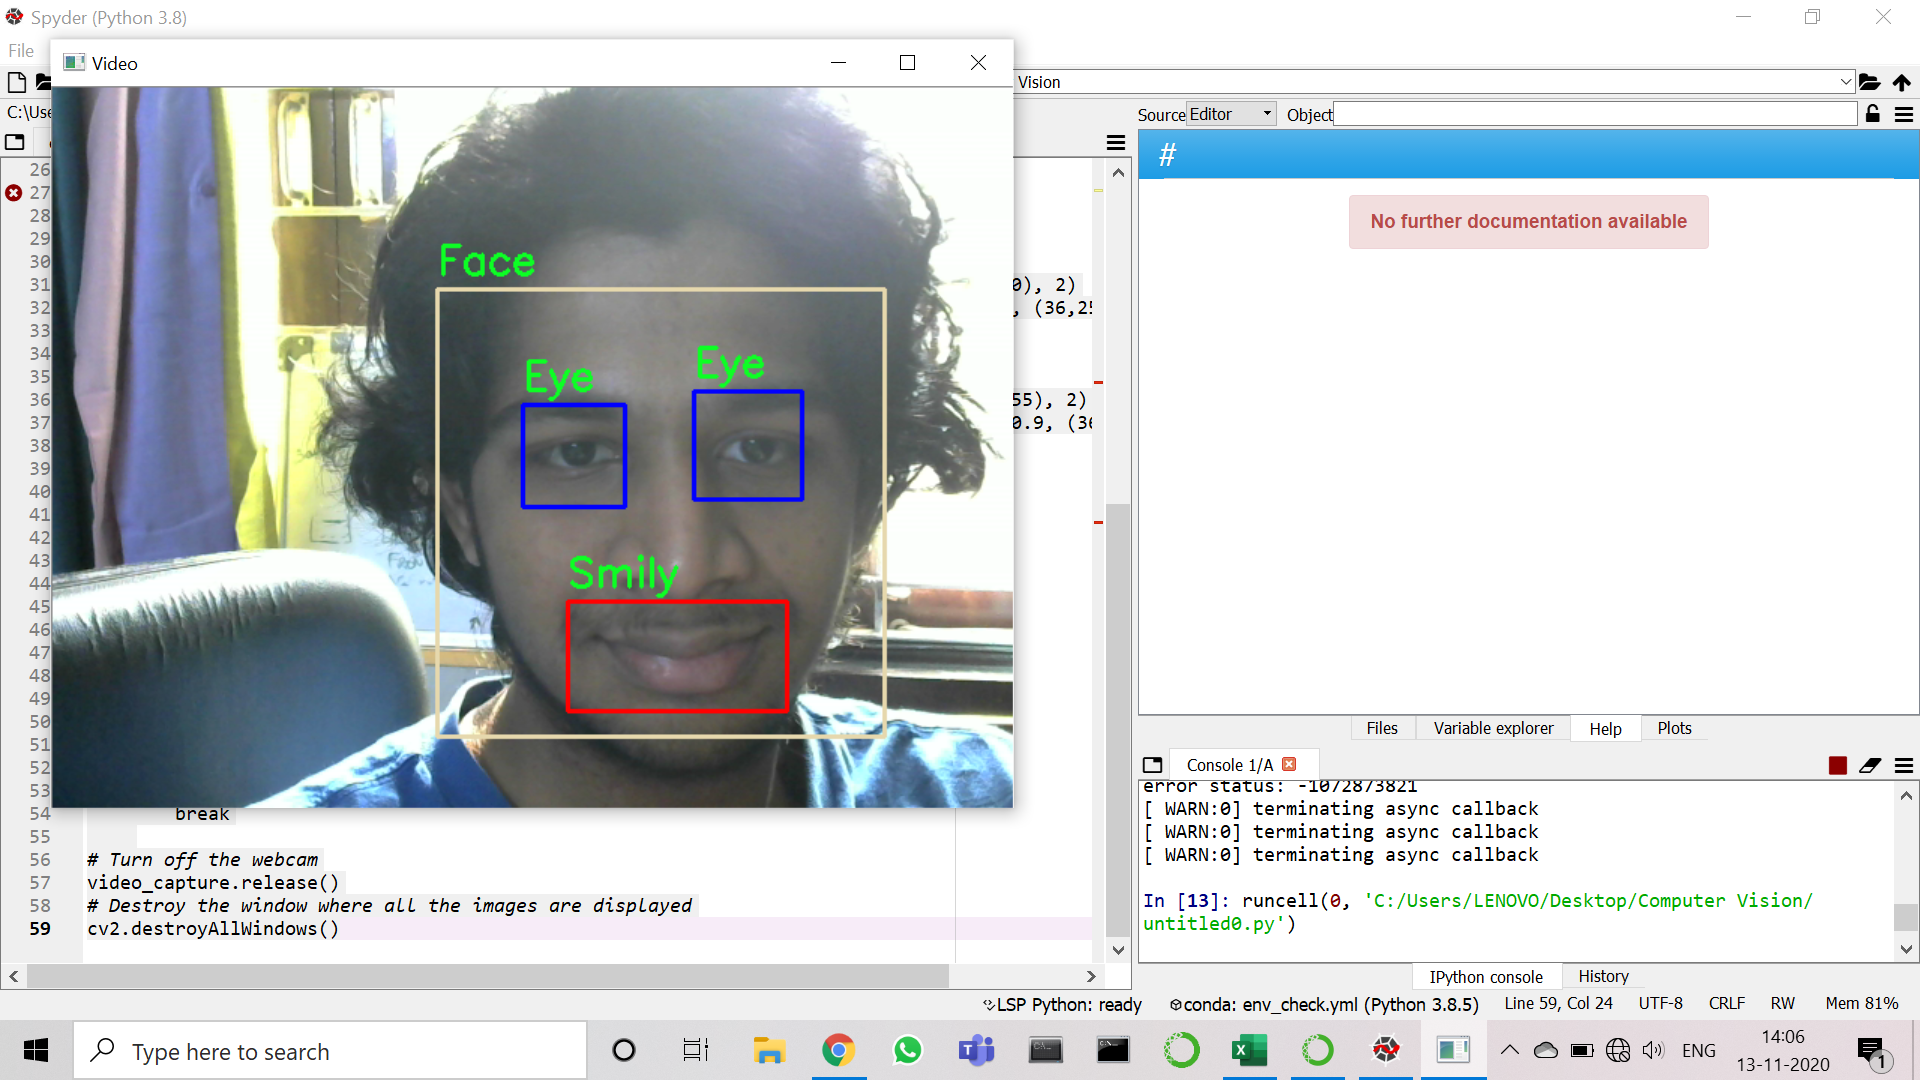 Spyder (Python 3.8)
File
Video
Vision
C:\Use
Source Editor Object
#
No further documentation available
26
27
28
29
30
31 0), 2)
32 , (36,25
33
34
35
36 55), 2)
37 0.9, (36
38
39
40
41
42
43
44
45
46
47
48
49
50
51
52
53
54 break
55
56 # Turn off the webcam
57 video_capture.release()
58 # Destroy the window where all the images are displayed
59 cv2.destroyAllWindows()
Face
Eye Eye
Smily
Files Variable explorer Help Plots
Console 1/A
error status: -1072873821
[ WARN:0] terminating async callback
[ WARN:0] terminating async callback
[ WARN:0] terminating async callback
In [13]: runcell(0, 'C:/Users/LENOVO/Desktop/Computer Vision/
untitled0.py')
IPython console History
LSP Python: ready conda: env_check.yml (Python 3.8.5) Line 59, Col 24 UTF-8 CRLF RW Mem 81%
Type here to search
ENG
14:06
13-11-2020
1